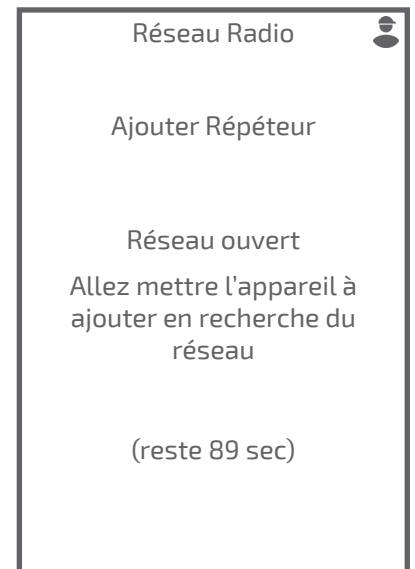 Réseau Radio
Ajouter Répéteur
Réseau ouvert
Allez mettre l’appareil à
ajouter en recherche du
réseau
(reste 89 sec)